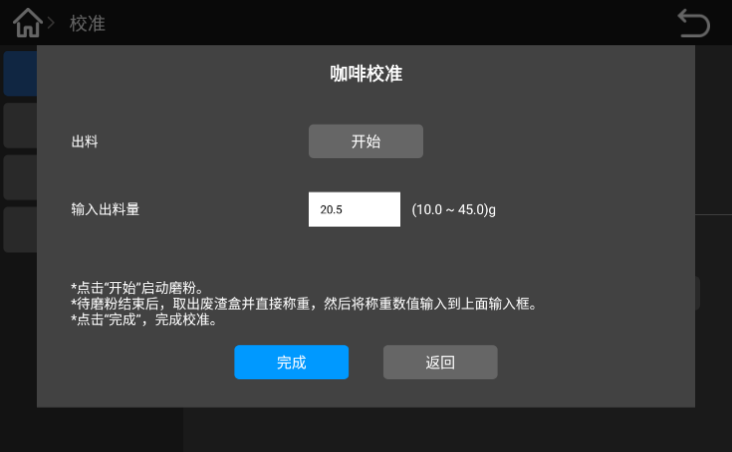 校准
咖啡校准
出料
开始
输入出料量
20.5
(10.0 ~ 45.0)g
*点击“开始”启动磨粉。
*待磨粉结束后，取出废渣盒并直接称重，然后将称重数值输入到上面输入框。
*点击“完成”，完成校准。
完成
返回